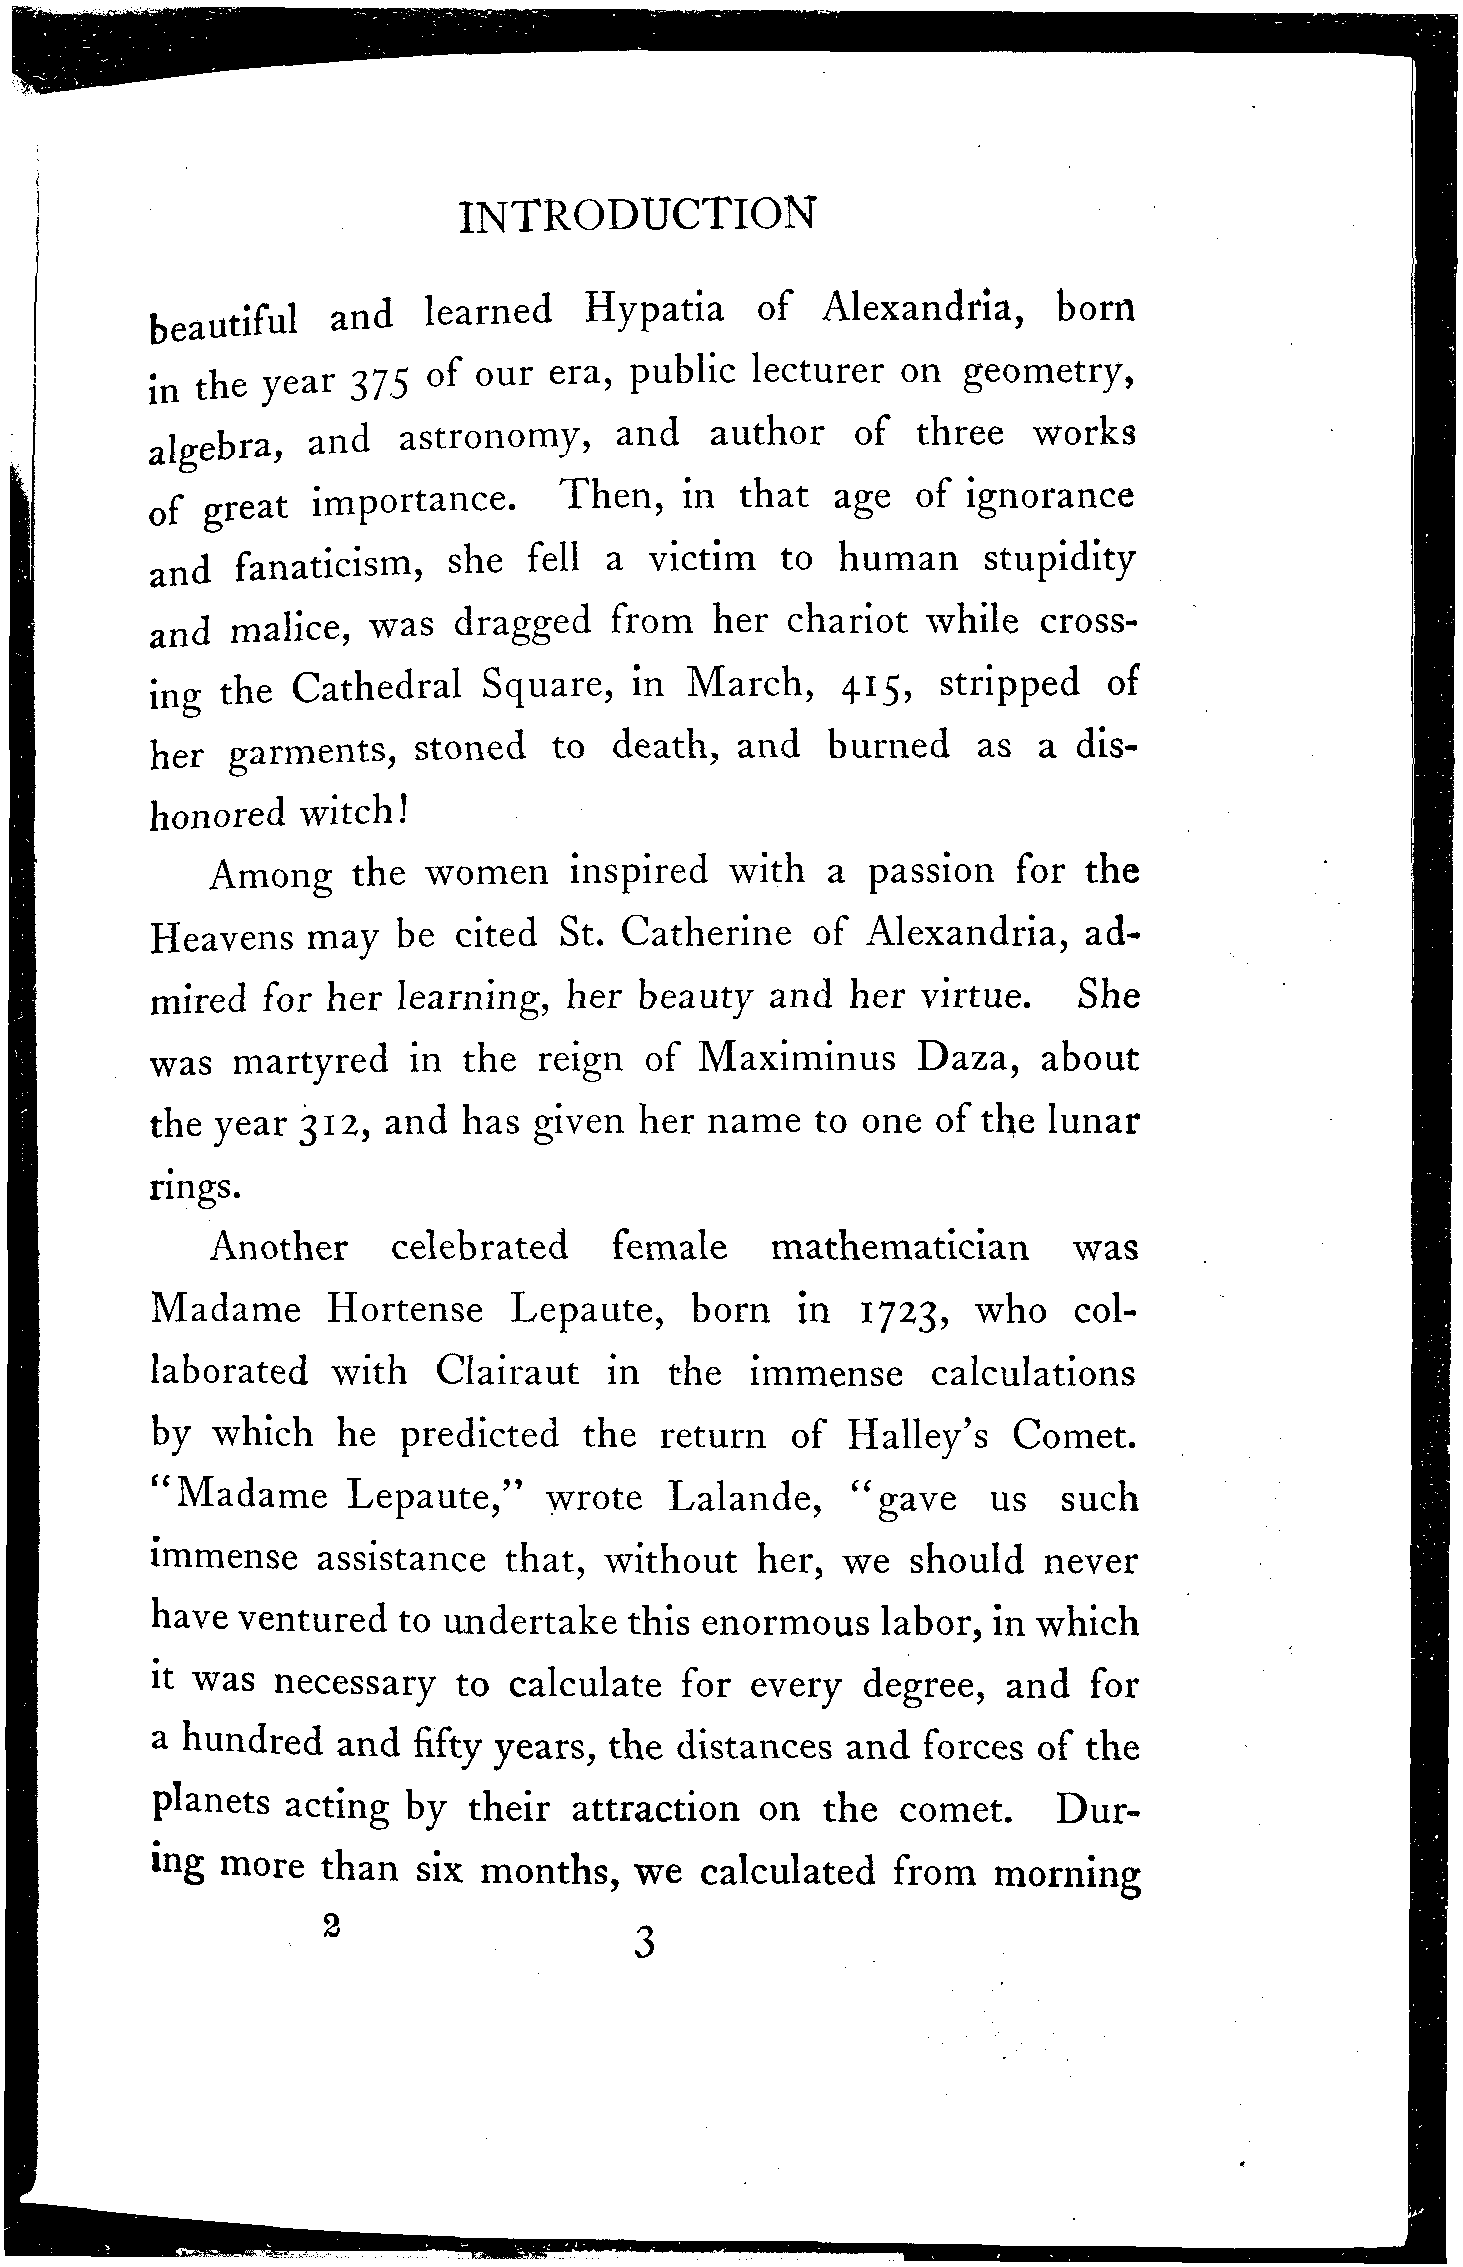 INTRODUCTION
beautiful and learned Hypatia of Alexandria, born
in the year 375 of our era, public lecturer on geometry,
algebra, and astronomy, and author of three works
of great importance. Then, in that age of ignorance
and fanaticism, she fell a victim to human stupidity
and malice, was dragged from her chariot while cross-
ing the Cathedral Square, in March, 415, stripped of
her garments, stoned to death, and burned as a dis-
honored witch!
Among the women inspired with a passion for the
Heavens may be cited St. Catherine of Alexandria, ad-
mired for her learning, her beauty and her virtue. She
was martyred in the reign of Maximinus Daza, about
the year 312, and has given her name to one of the lunar
rings.
Another celebrated female mathematician was
Madame Hortense Lepaute, born in 1723, who col-
laborated with Clairaut in the immense calculations
by which he predicted the return of Halley's Comet.
"Madame Lepaute," wrote Lalande, "gave us such
immense assistance that, without her, we should never
have ventured to undertake this enormous labor, in which
it was necessary to calculate for every degree, and for
a hundred and fifty years, the distances and forces of the
planets acting by their attraction on the comet. Dur-
ing more than six months, we calculated from morning
2 3